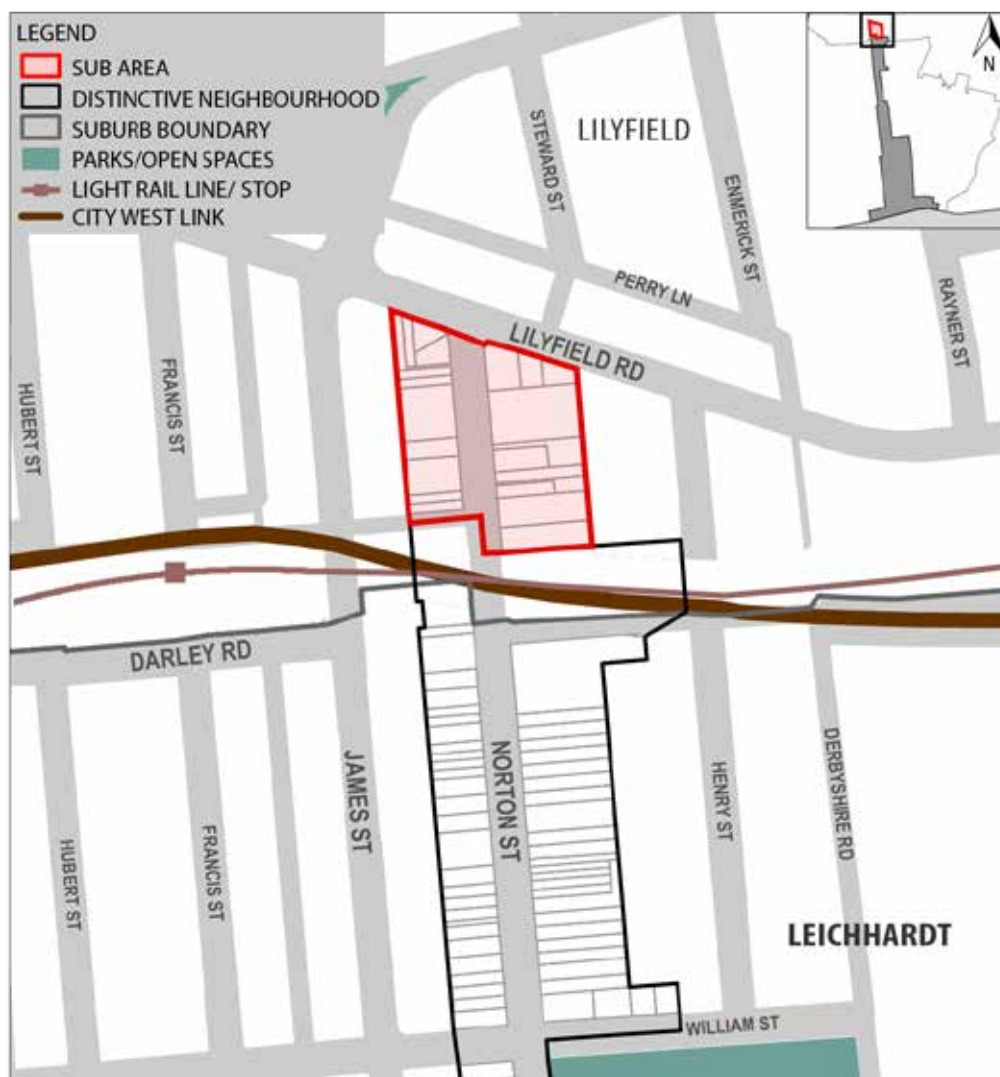 LEGEND
SUB AREA
DISTINCTIVE NEIGHBOURHOOD
SUBURB BOUNDARY
PARKS/OPEN SPACES
LIGHT RAIL LINE/ STOP
CITY WEST LINK
N
LILYFIELD
STEWARD ST
ENMERICK ST
PERRY LN
RAYNER ST
LILYFIELD RD
HUBERT ST
FRANCIS ST
DARLEY RD
JAMES ST
NORTON ST
HENRY ST
DERBYSHIRE RD
HUBERT ST
FRANCIS ST
LEICHHARDT
WILLIAM ST